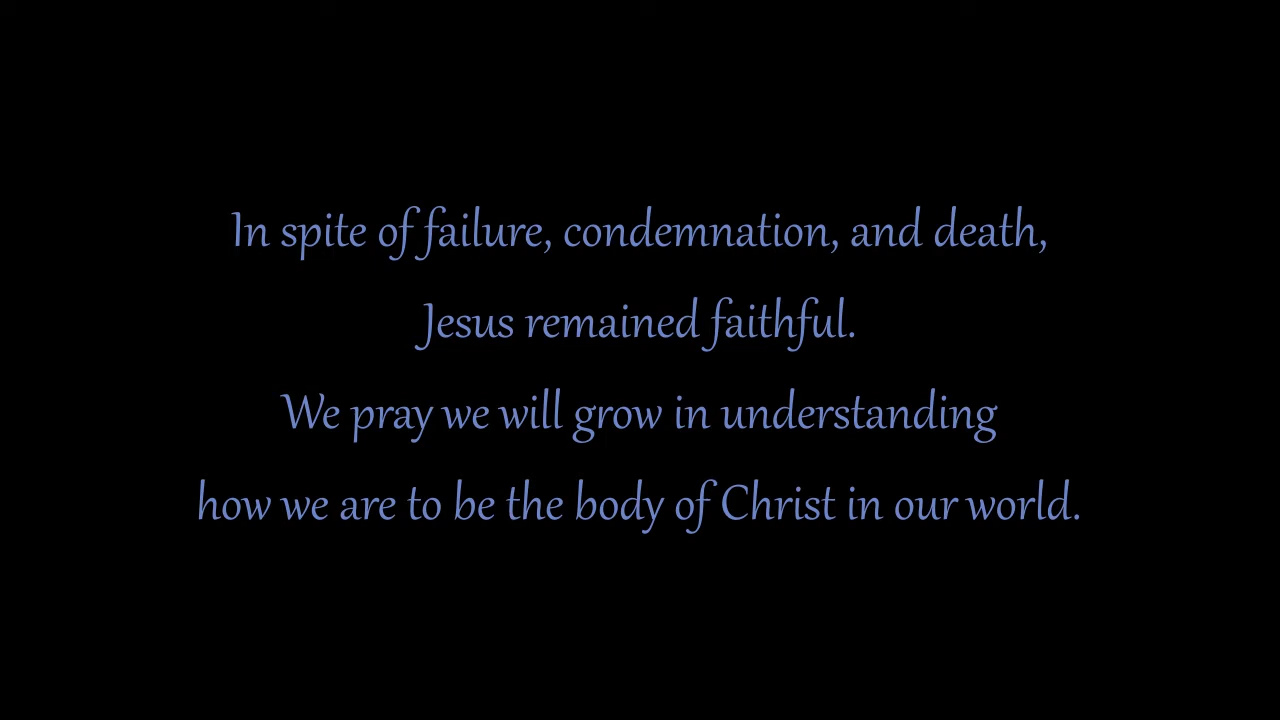 In spite of failure, condemnation, and death,
Jesus remained faithful.
We pray we will grow in understanding
how we are to be the body of Christ in our world.